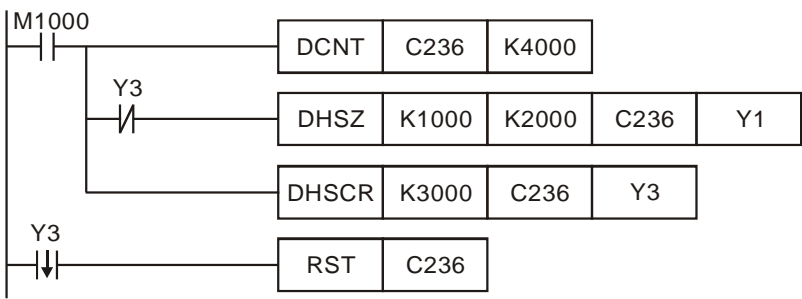 M1000
DCNT C236 K4000
Y3
DHSZ K1000 K2000 C236 Y1
DHSCR K3000 C236 Y3
Y3
RST C236